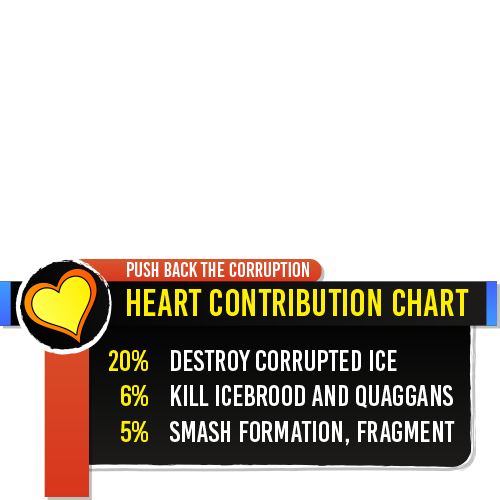 PUSH BACK THE CORRUPTION
HEART CONTRIBUTION CHART
20% DESTROY CORRUPTED ICE
6% KILL ICEBROOD AND QUAGGANS
5% SMASH FORMATION, FRAGMENT